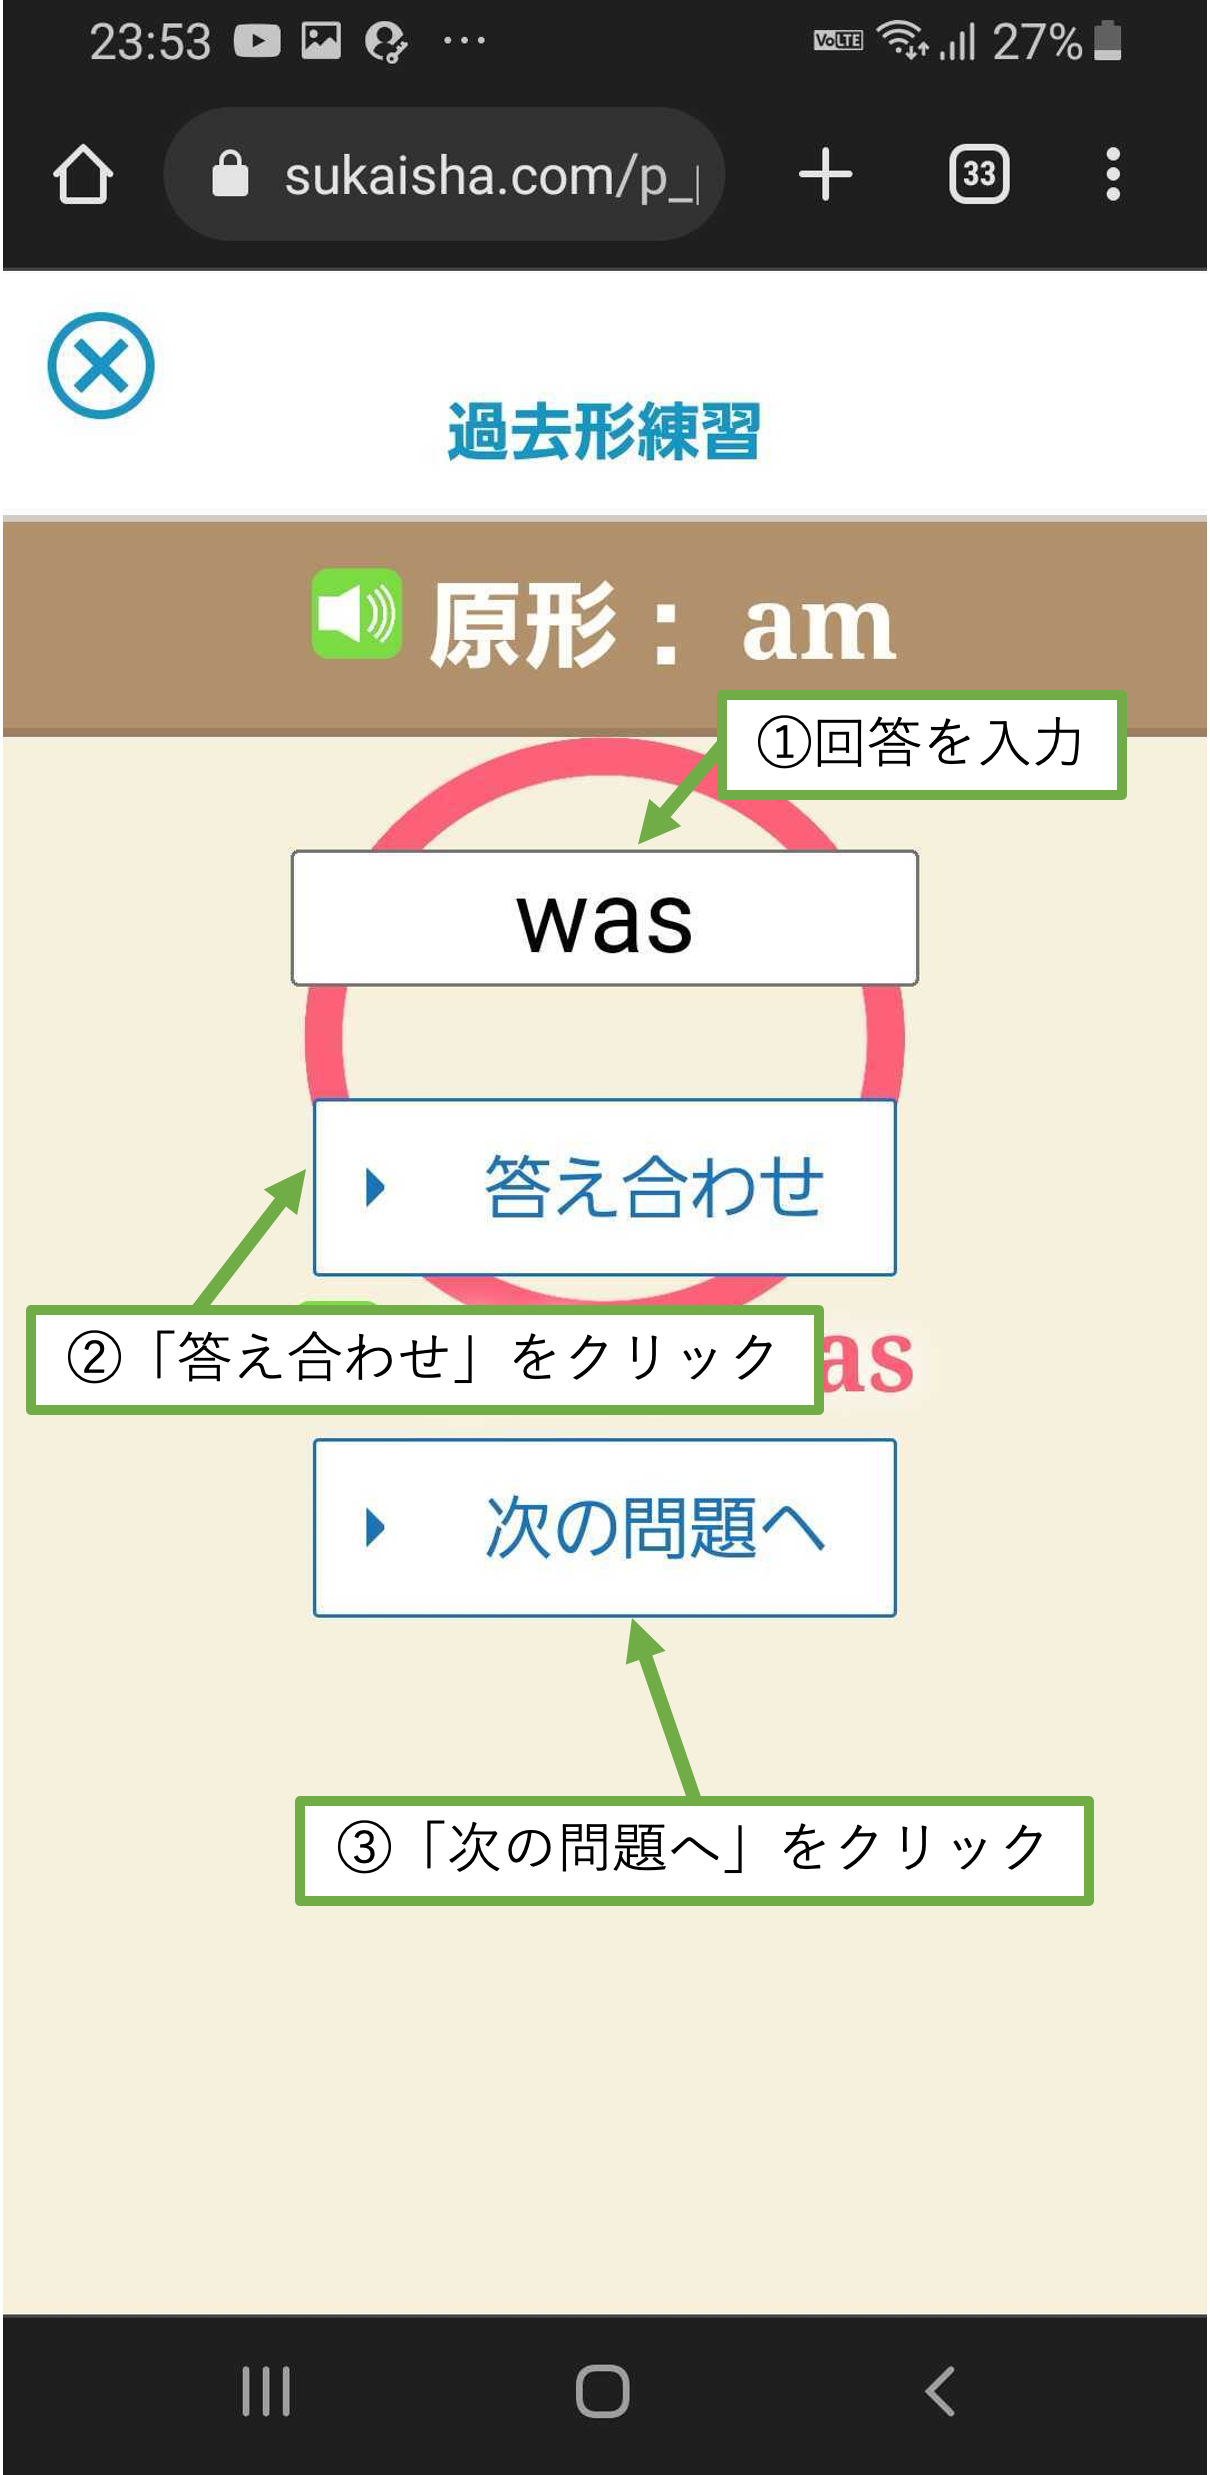 23:53
VoLTE
27%
sukaisha.com/p_
33
過去形練習
原形： am
①回答を入力
was
答え合わせ
②「答え合わせ」をクリック
as
次の問題へ
③「次の問題へ」をクリック